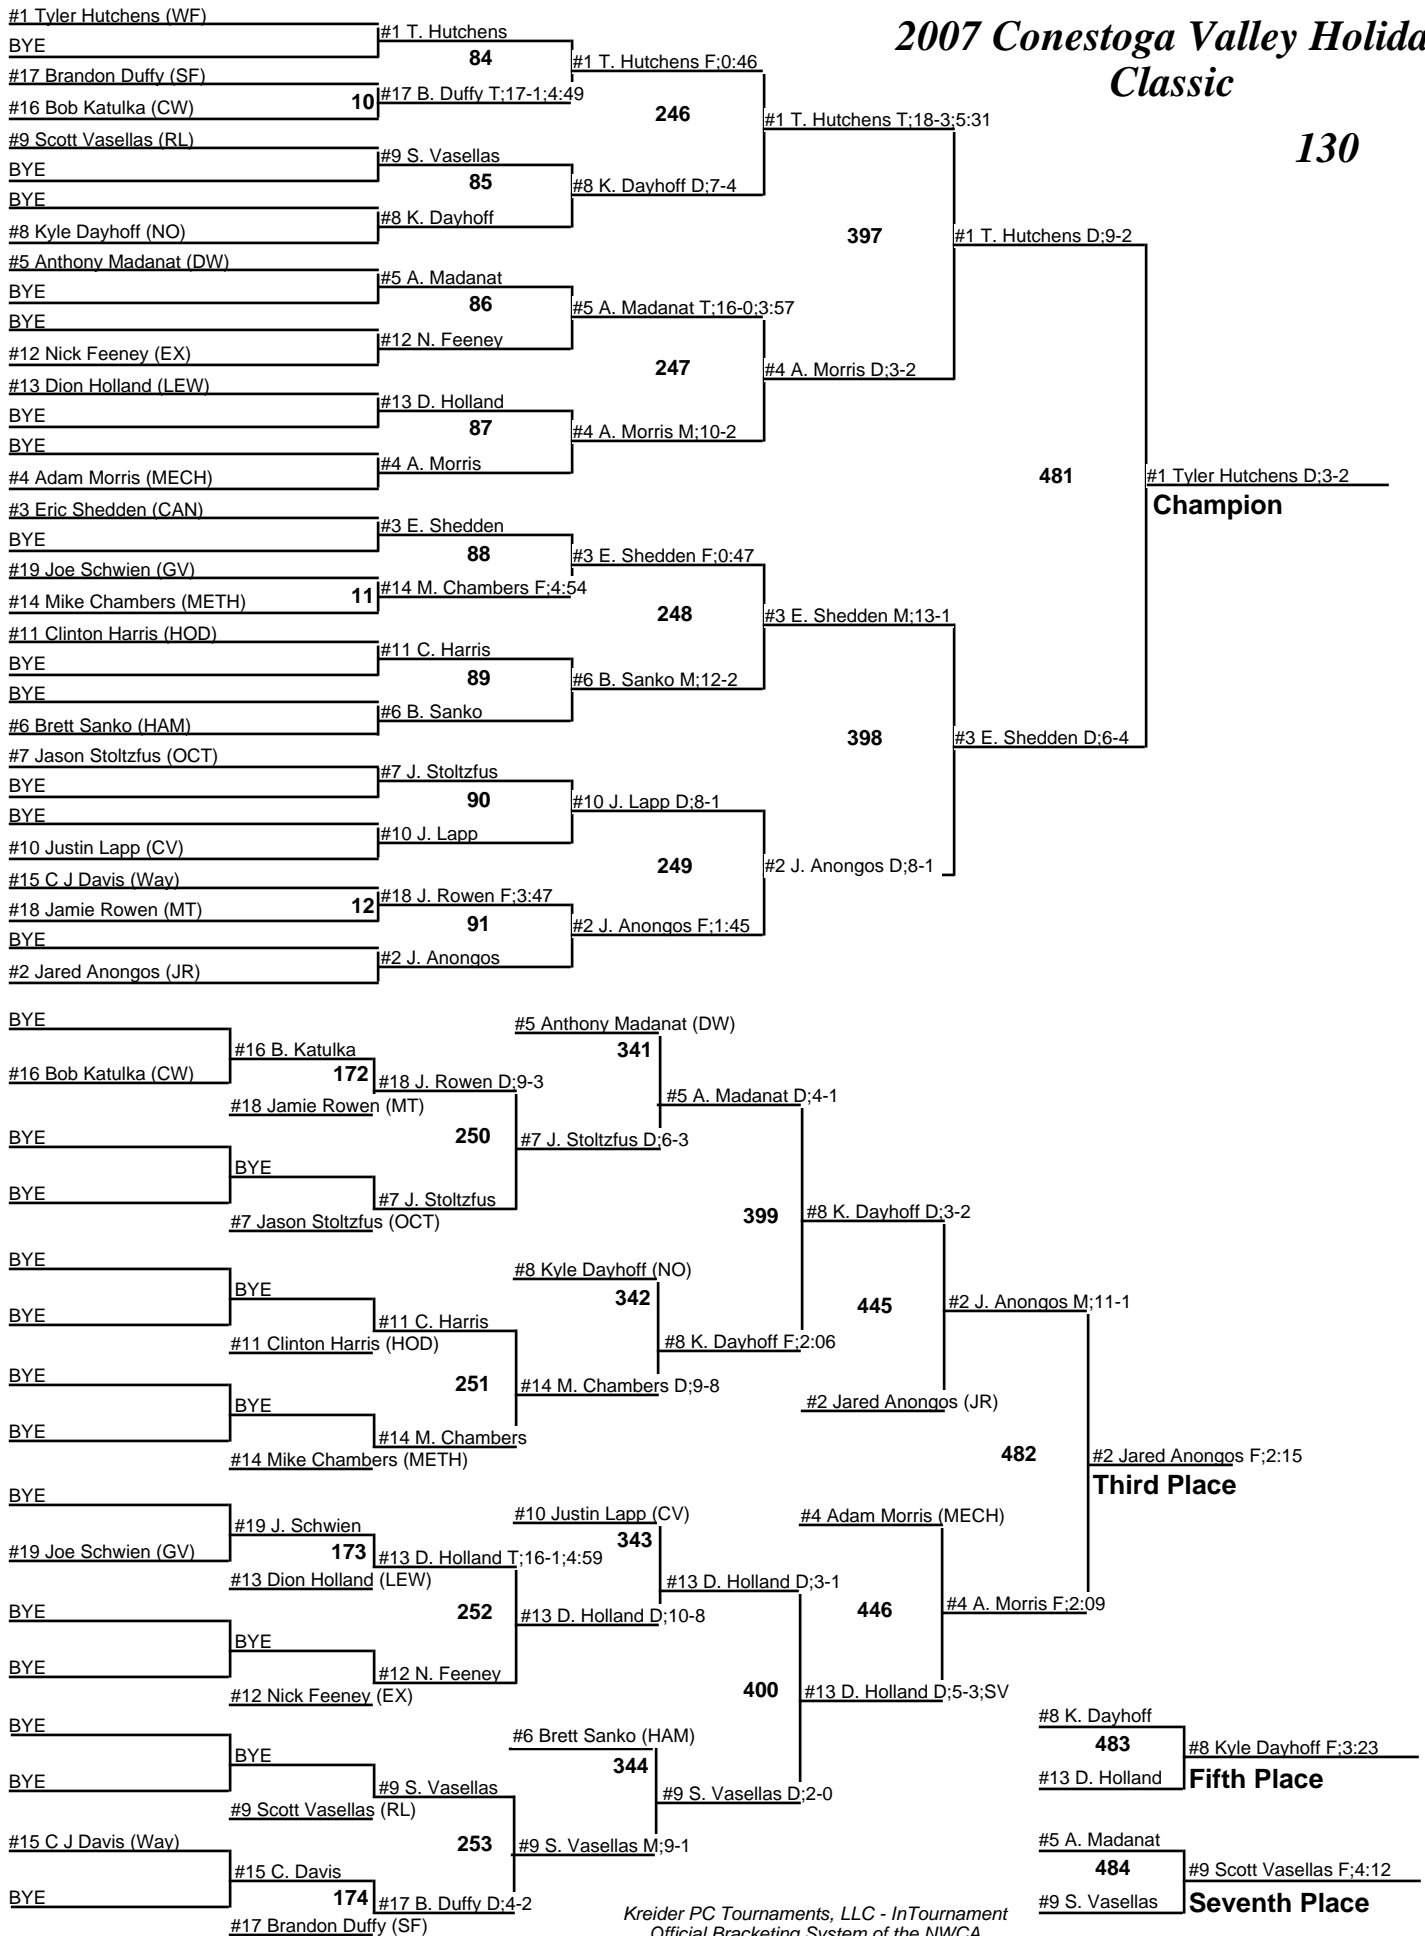 2007 Conestoga Valley Holida
Classic
130
#1 Tyler Hutchens (WF)
BYE
#17 Brandon Duffy (SF)
#16 Bob Katulka (CW)
#9 Scott Vasellas (RL)
BYE
BYE
#8 Kyle Dayhoff (NO)
#5 Anthony Madanat (DW)
BYE
BYE
#12 Nick Feeney (EX)
#13 Dion Holland (LEW)
BYE
BYE
#4 Adam Morris (MECH)
#3 Eric Shedden (CAN)
BYE
#19 Joe Schwien (GV)
#14 Mike Chambers (METH)
#11 Clinton Harris (HOD)
BYE
BYE
#6 Brett Sanko (HAM)
#7 Jason Stoltzfus (OCT)
BYE
BYE
#10 Justin Lapp (CV)
#15 C J Davis (Way)
#18 Jamie Rowen (MT)
BYE
#2 Jared Anongos (JR)
10
11
12
#1 T. Hutchens
84
#17 B. Duffy T;17-1;4:49
#9 S. Vasellas
85
#8 K. Dayhoff
#5 A. Madanat
86
#12 N. Feeney
#13 D. Holland
87
#4 A. Morris
#3 E. Shedden
88
#14 M. Chambers F;4:54
#11 C. Harris
89
#6 B. Sanko
#7 J. Stoltzfus
90
#10 J. Lapp
#18 J. Rowen F;3:47
91
#2 J. Anongos
#1 T. Hutchens F;0:46
246
#8 K. Dayhoff D;7-4
#5 A. Madanat T;16-0;3:57
247
#4 A. Morris M;10-2
#3 E. Shedden F;0:47
248
#6 B. Sanko M;12-2
#10 J. Lapp D;8-1
249
#2 J. Anongos F;1:45
#1 T. Hutchens T;18-3;5:31
397
#4 A. Morris D;3-2
#3 E. Shedden M;13-1
398
#2 J. Anongos D;8-1
#1 T. Hutchens D;9-2
481
#3 E. Shedden D;6-4
#1 Tyler Hutchens D;3-2
Champion
BYE
#16 Bob Katulka (CW)
BYE
BYE
BYE
BYE
BYE
BYE
BYE
#19 Joe Schwien (GV)
BYE
BYE
BYE
BYE
#15 C J Davis (Way)
BYE
#16 B. Katulka
172
#18 Jamie Rowen (MT)
BYE
#7 Jason Stoltzfus (OCT)
BYE
#11 Clinton Harris (HOD)
BYE
#14 Mike Chambers (METH)
#19 J. Schwien
173
#13 Dion Holland (LEW)
BYE
#12 Nick Feeney (EX)
BYE
#9 Scott Vasellas (RL)
#15 C. Davis
174
#17 Brandon Duffy (SF)
#18 J. Rowen D;9-3
250
#7 J. Stoltzfus
#11 C. Harris
251
#14 M. Chambers
#13 D. Holland T;16-1;4:59
252
#12 N. Feeney
#9 S. Vasellas
253
#17 B. Duffy D;4-2
#5 Anthony Madanat (DW)
341
#7 J. Stoltzfus D;6-3
#8 Kyle Dayhoff (NO)
342
#14 M. Chambers D;9-8
#10 Justin Lapp (CV)
343
#13 D. Holland D;10-8
#6 Brett Sanko (HAM)
344
#9 S. Vasellas M;9-1
#5 A. Madanat D;4-1
399
#8 K. Dayhoff F;2:06
#13 D. Holland D;3-1
400
#9 S. Vasellas D;2-0
#8 K. Dayhoff D;3-2
445
#2 Jared Anongos (JR)
#4 Adam Morris (MECH)
446
#13 D. Holland D;5-3;SV
#2 J. Anongos M;11-1
482
#4 A. Morris F;2:09
#2 Jared Anongos F;2:15
Third Place
#8 K. Dayhoff
483
#13 D. Holland
#8 Kyle Dayhoff F;3:23
Fifth Place
#5 A. Madanat
484
#9 S. Vasellas
#9 Scott Vasellas F;4:12
Seventh Place
Kreider PC Tournaments, LLC - InTournament
Official Bracketing System of the NWCA